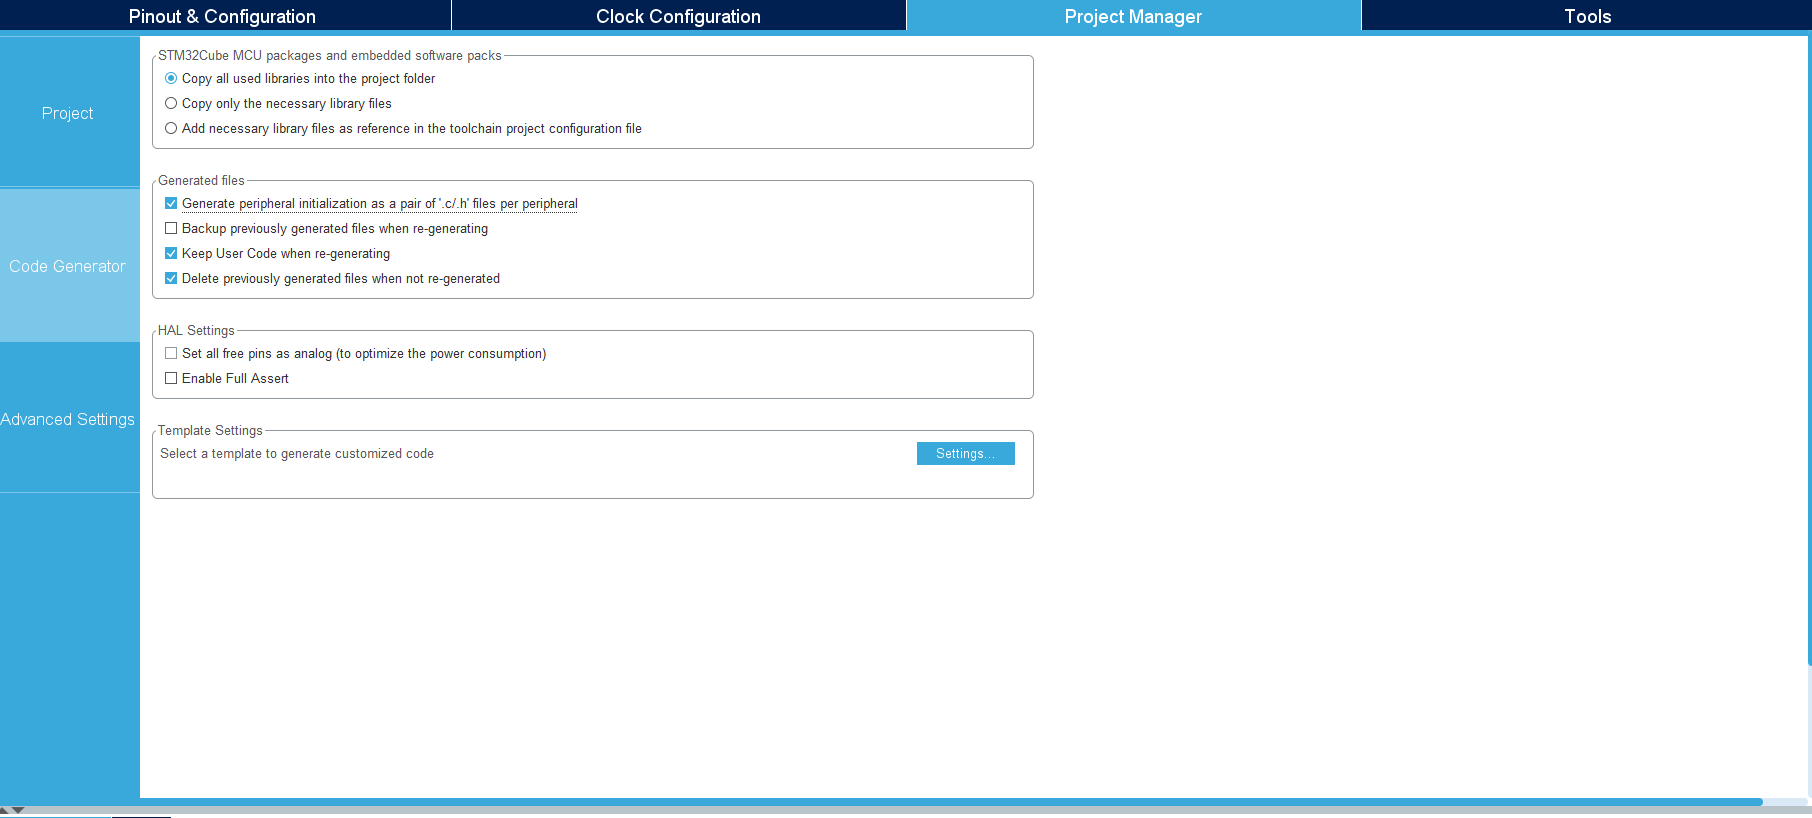 Pinout & Configuration
Clock Configuration
Project Manager
Tools
Project
Code Generator
Advanced Settings
STM32Cube MCU packages and embedded software packs
Copy all used libraries into the project folder
Copy only the necessary library files
Add necessary library files as reference in the toolchain project configuration file
Generated files
Generate peripheral initialization as a pair of '.c/.h' files per peripheral
Backup previously generated files when re-generating
Keep User Code when re-generating
Delete previously generated files when not re-generated
HAL Settings
Set all free pins as analog (to optimize the power consumption)
Enable Full Assert
Template Settings
Select a template to generate customized code
Settings...